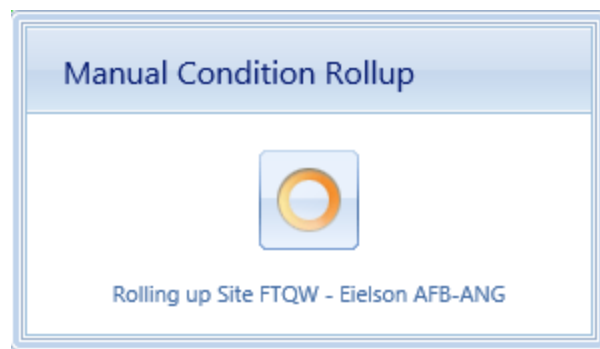 Manual Condition Rollup
Rolling up Site FTQW - Eielson AFB-ANG